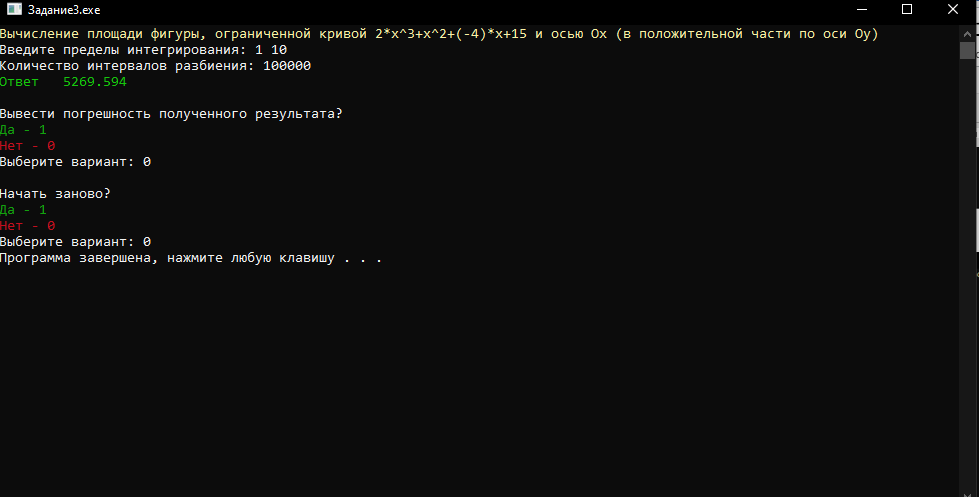 Задание3.exe
Вычисление площади фигуры, ограниченной кривой 2*x^3+x^2+(-4)*x+15 и осью Ox (в положительной части по оси Oy)
Введите пределы интегрирования: 1 10
Количество интервалов разбиения: 100000
Ответ   5269.594
Вывести погрешность полученного результата?
Да - 1
Нет - 0
Выберите вариант: 0
Начать заново?
Да - 1
Нет - 0
Выберите вариант: 0
Программа завершена, нажмите любую клавишу . . .